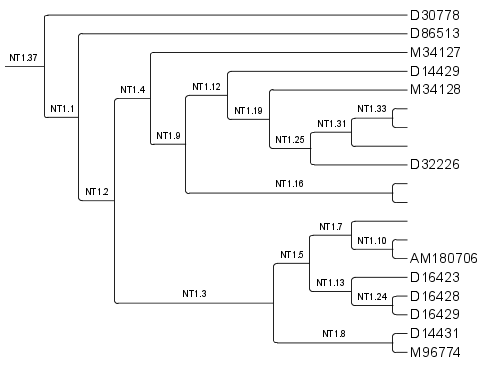 D30778
D86513
M34127
NT1.37
D14429
NT1.12
NT1.4
M34128
NT1.33
NT1.1
NT1.19
NT1.31
NT1.9
NT1.25
D32226
NT1.16
NT1.2
NT1.7
NT1.10
NT1.5
AM180706
D16423
NT1.13
D16428
NT1.24
NT1.3
D16429
D14431
NT1.8
M96774